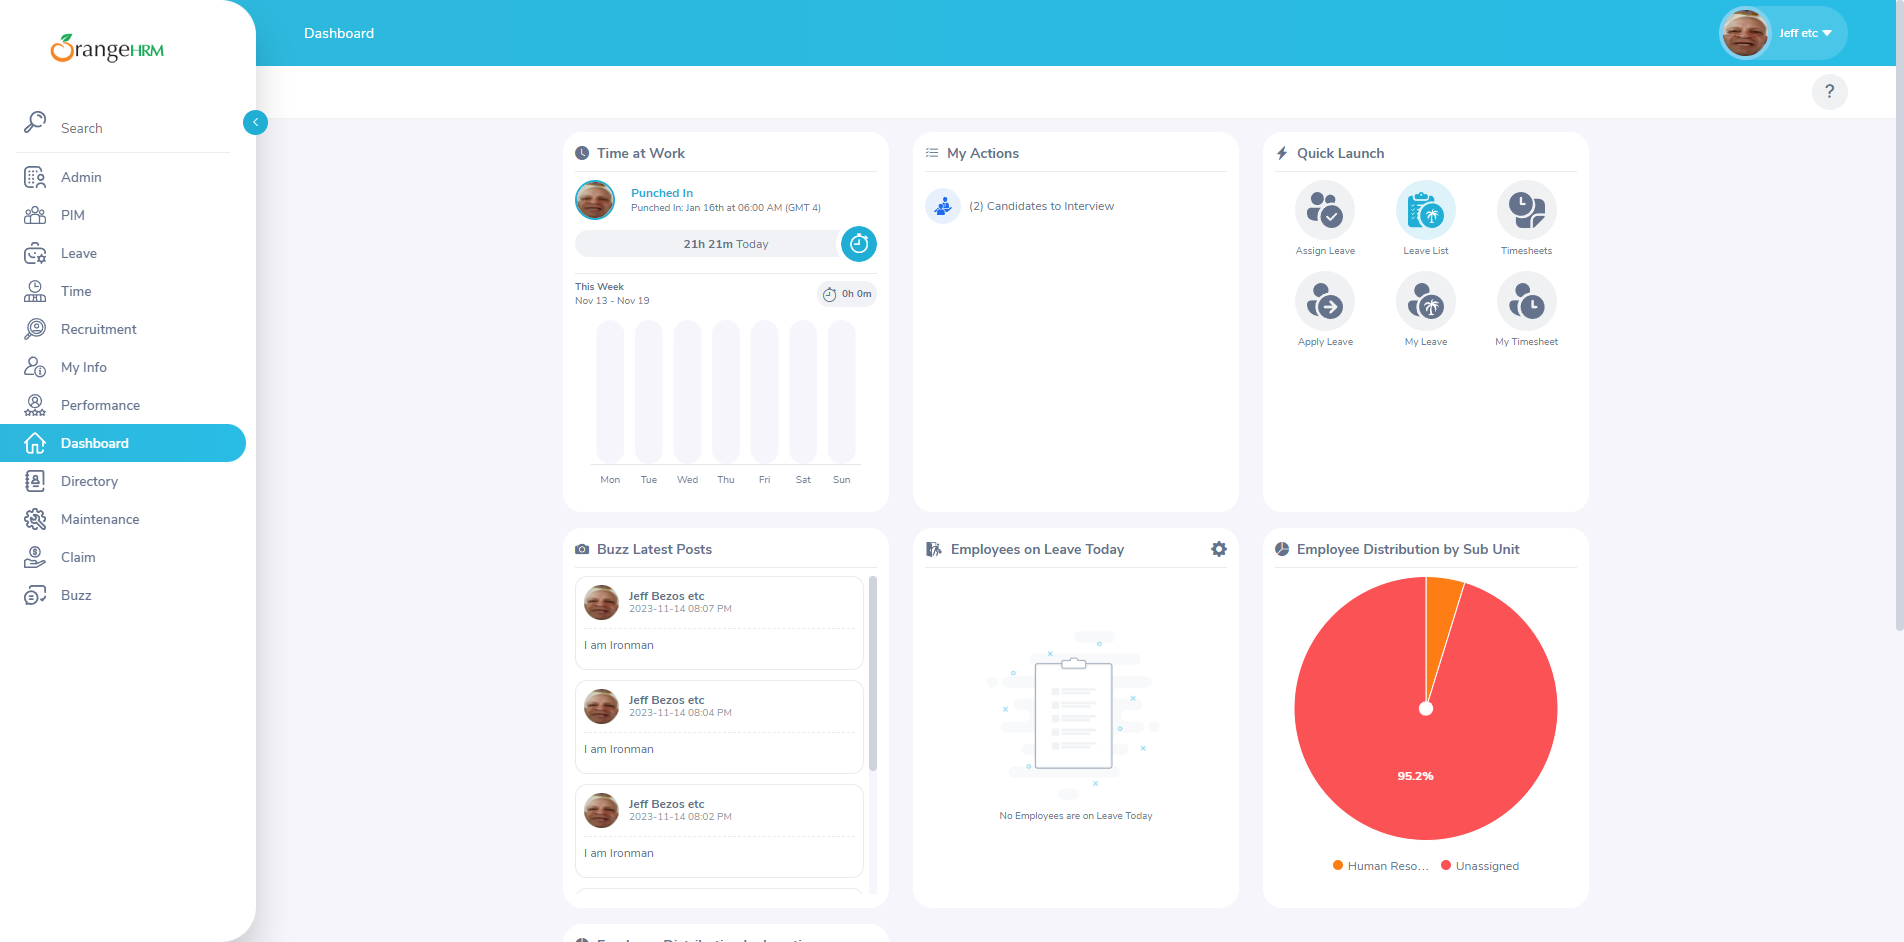 OrangeHRM
Search
Admin
PIM
Leave
Time
Recruitment
My Info
Performance
Dashboard
Directory
Maintenance
Claim
Buzz
Dashboard
Jeff etc
?
Time at Work
Punched In
Punched In: Jan 16th at 06:00 AM (GMT 4)
21h 21m Today
This Week
Nov 13 - Nov 19
0h 0m
Mon Tue Wed Thu Fri Sat Sun
My Actions
(2) Candidates to Interview
Quick Launch
Assign Leave
Leave List
Timesheets
Apply Leave
My Leave
My Timesheet
Buzz Latest Posts
Jeff Bezos etc
2023-11-14 08:07 PM
I am Ironman
Jeff Bezos etc
2023-11-14 08:04 PM
I am Ironman
Jeff Bezos etc
2023-11-14 08:02 PM
I am Ironman
Employees on Leave Today
No Employees are on Leave Today
Employee Distribution by Sub Unit
95.2%
Human Reso...
Unassigned